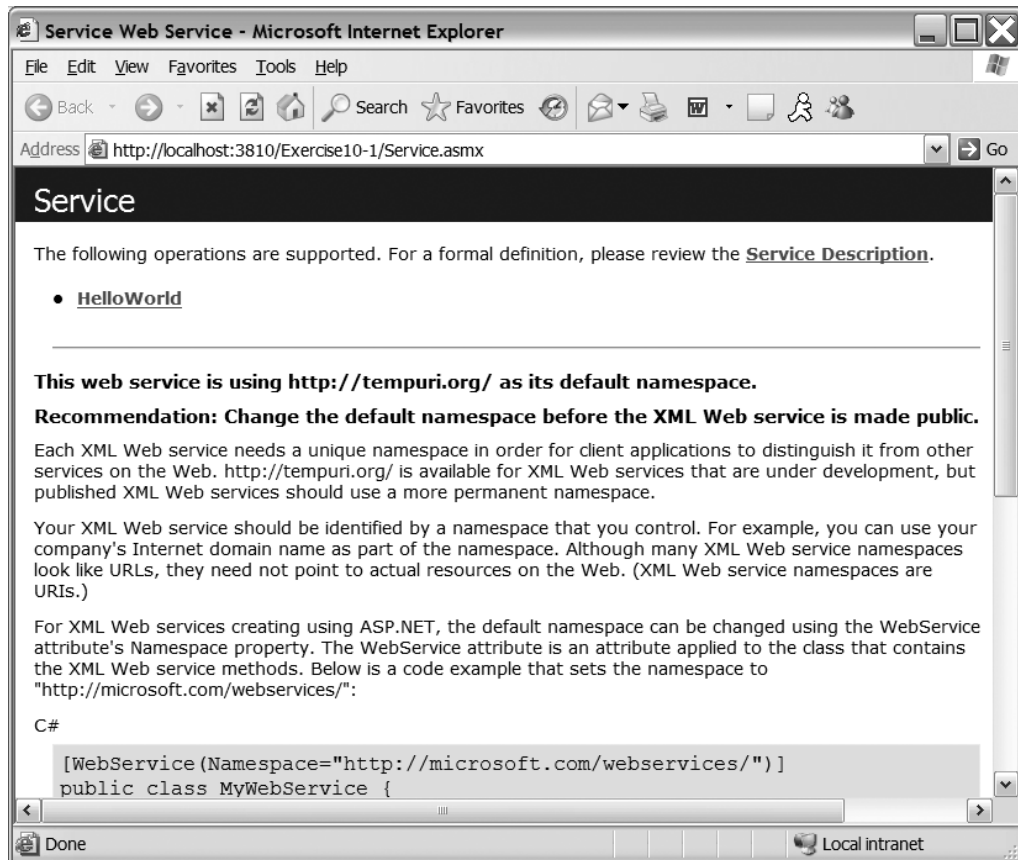 Service Web Service - Microsoft Internet Explorer
File Edit View Favorites Tools Help
Back Search Favorites
Address http://localhost:3810/Exercise10-1/Service.asmx Go
Service
The following operations are supported. For a formal definition, please review the Service Description.
• HelloWorld
This web service is using http://tempuri.org/ as its default namespace.
Recommendation: Change the default namespace before the XML Web service is made public.
Each XML Web service needs a unique namespace in order for client applications to distinguish it from other
services on the Web. http://tempuri.org/ is available for XML Web services that are under development, but
published XML Web services should use a more permanent namespace.
Your XML Web service should be identified by a namespace that you control. For example, you can use your
company's Internet domain name as part of the namespace. Although many XML Web service namespaces
look like URLs, they need not point to actual resources on the Web. (XML Web service namespaces are
URIs.)
For XML Web services creating using ASP.NET, the default namespace can be changed using the WebService
attribute's Namespace property. The WebService attribute is an attribute applied to the class that contains
the XML Web service methods. Below is a code example that sets the namespace to
"http://microsoft.com/webservices/":
C#
[WebService(Namespace="http://microsoft.com/webservices/")]
public class MyWebService {
Done Local intranet